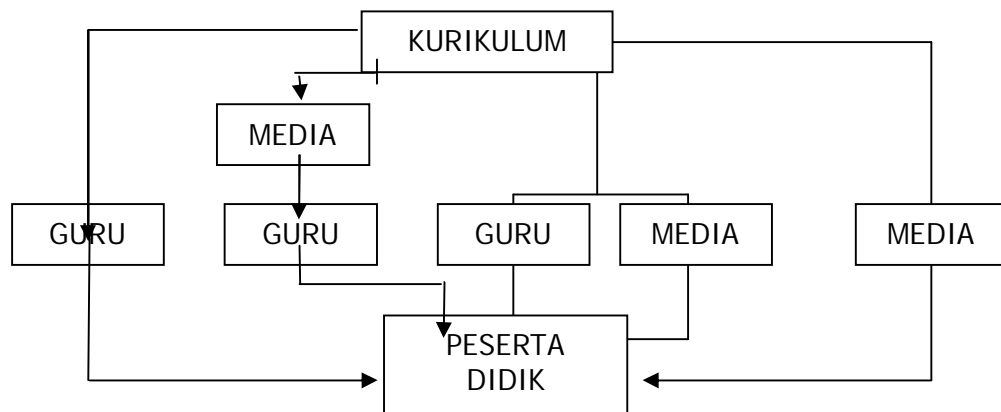 KURIKULUM
MEDIA
GURU
GURU
GURU
MEDIA
MEDIA
PESERTA
DIDIK